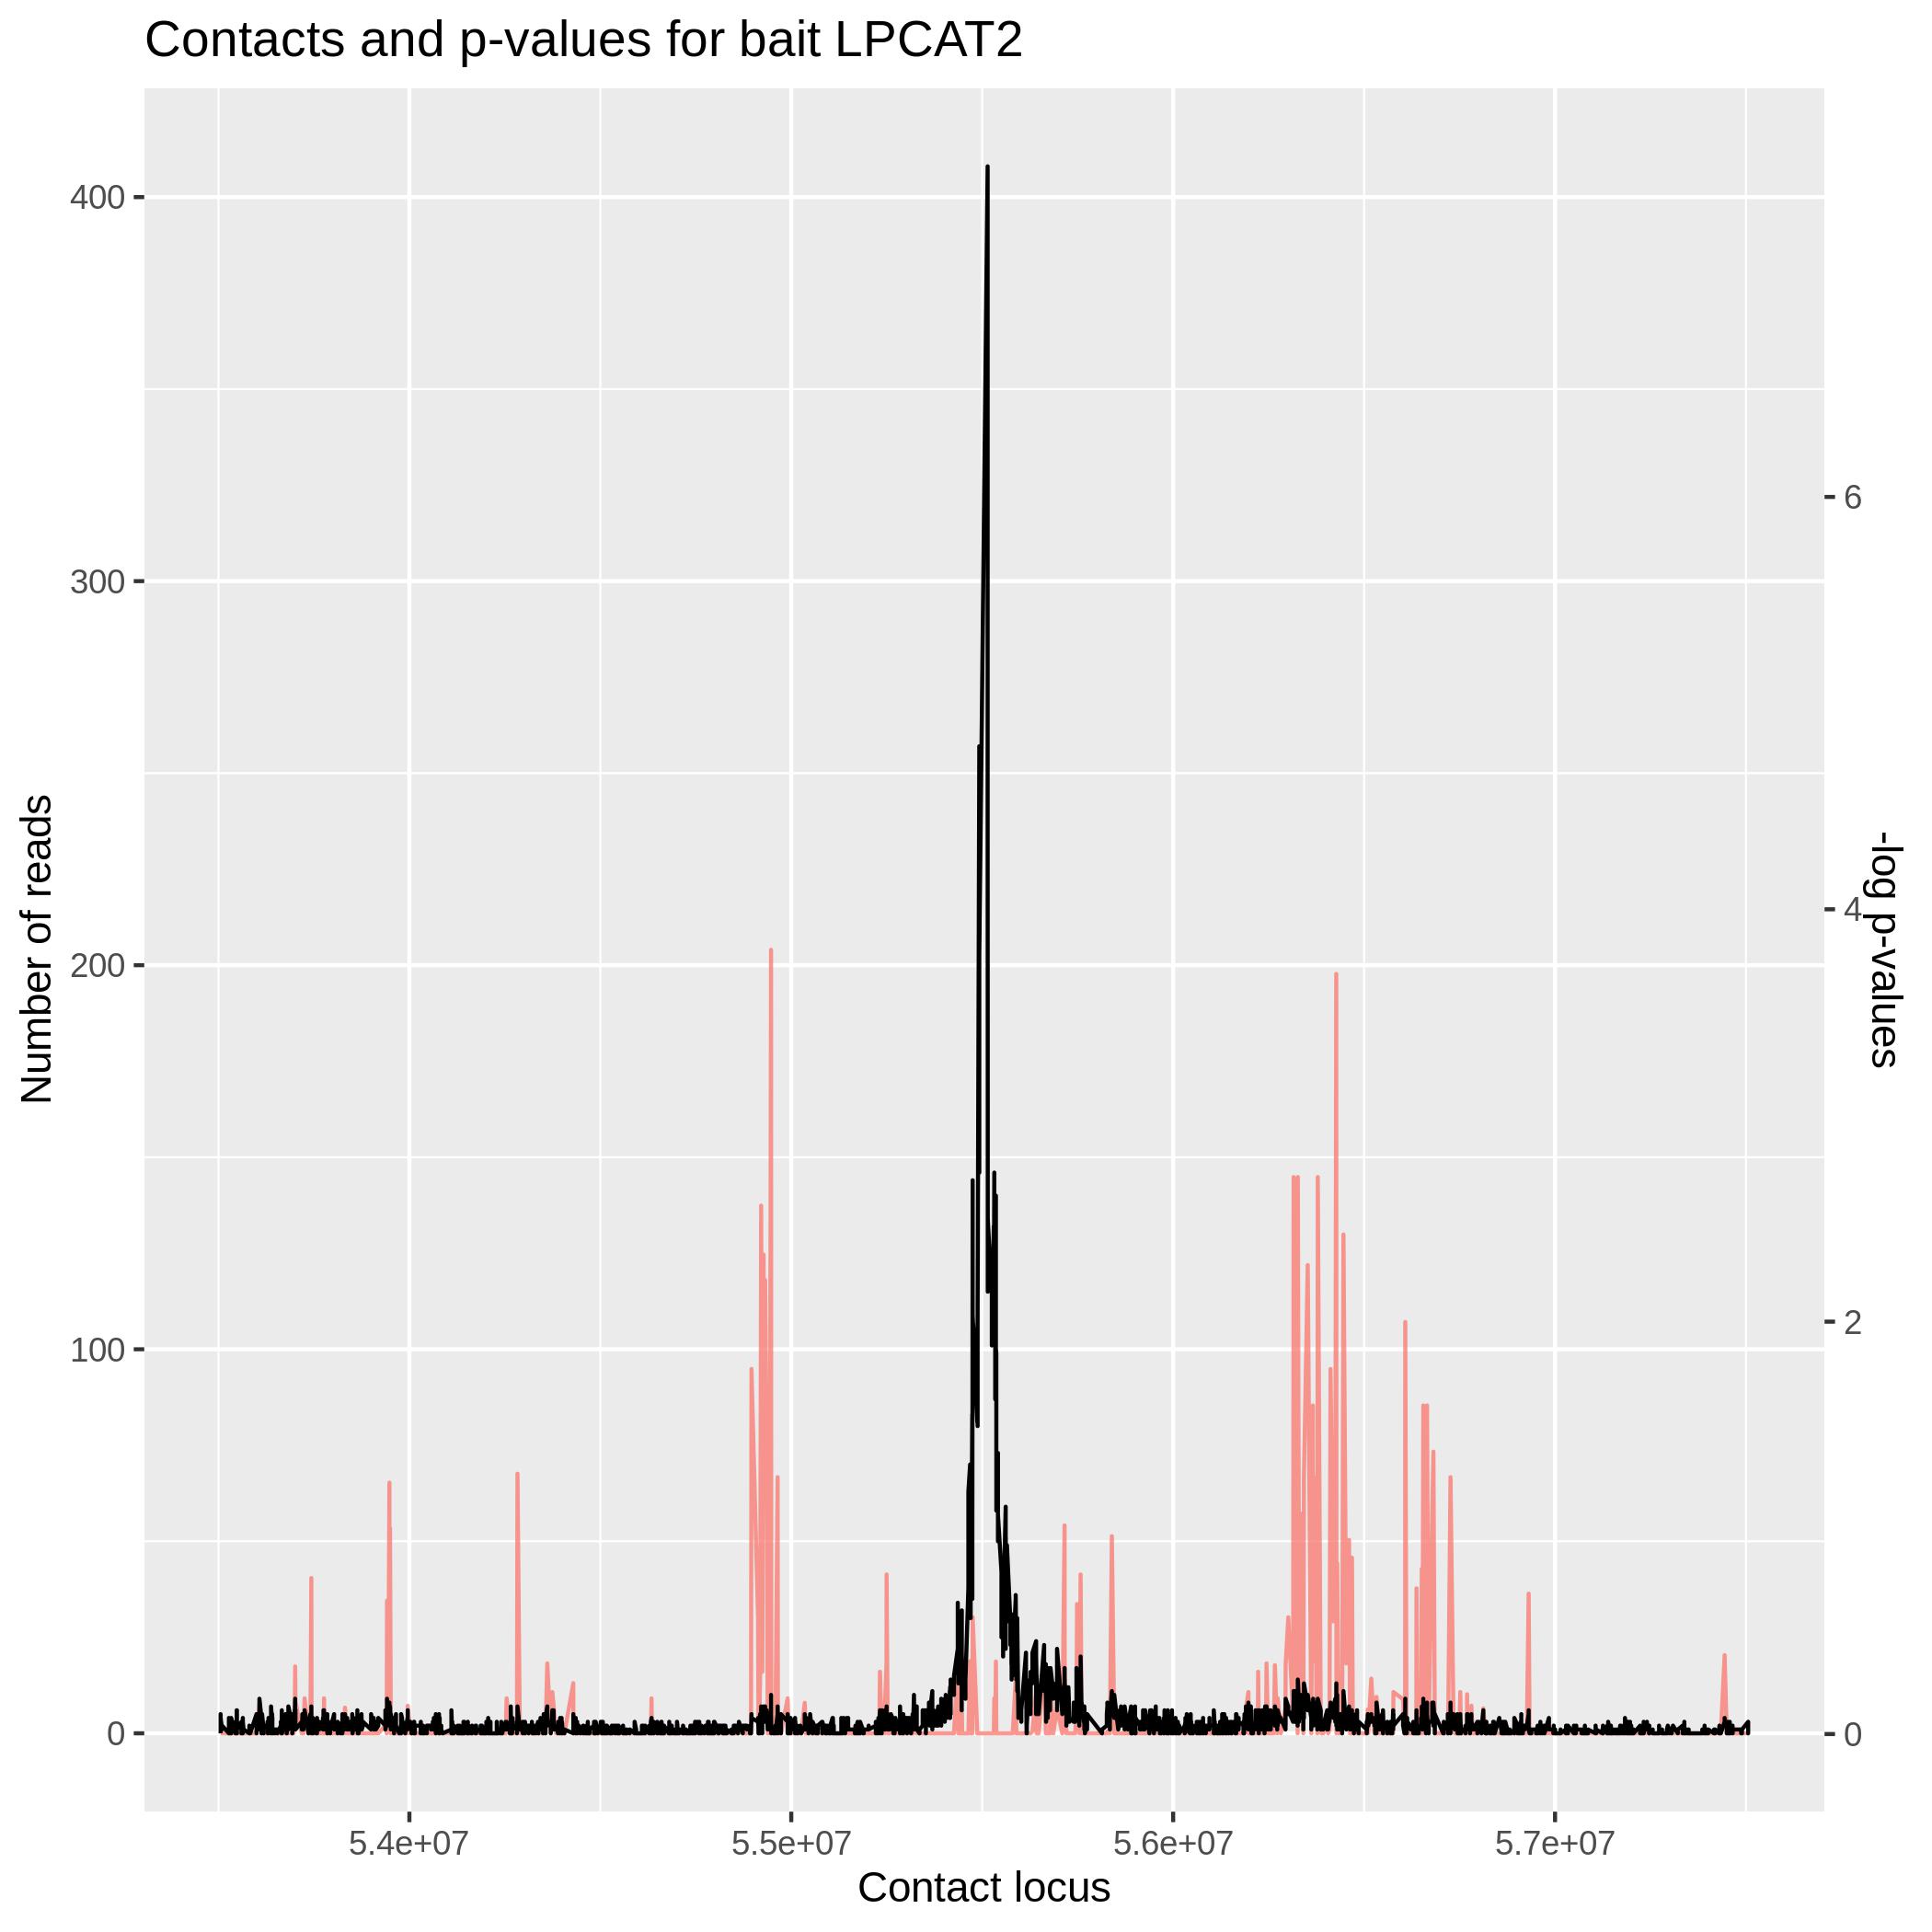 Contacts and p-values for bait LPCAT2
400
300
200
100
0
Number of reads
6
4
2
0
-log p-values
5.4e+07 5.5e+07 5.6e+07 5.7e+07
Contact locus